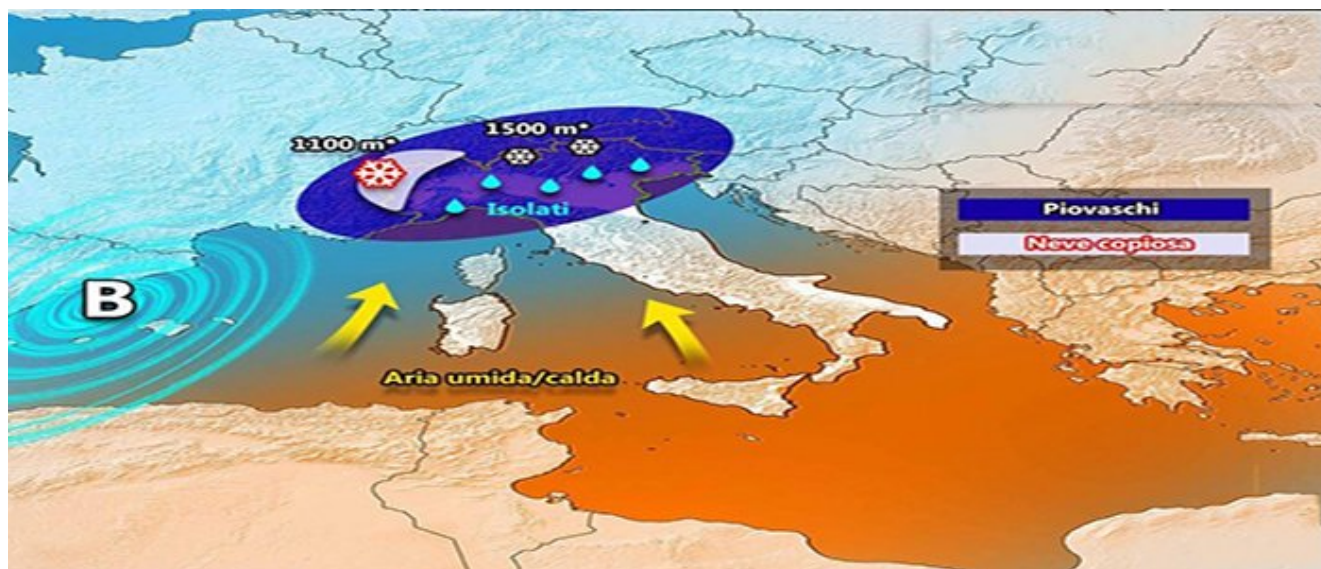 1500 m*
1100 m*
Isolati
B
Aria umida/calda
Piovaschi
Neve copiosa